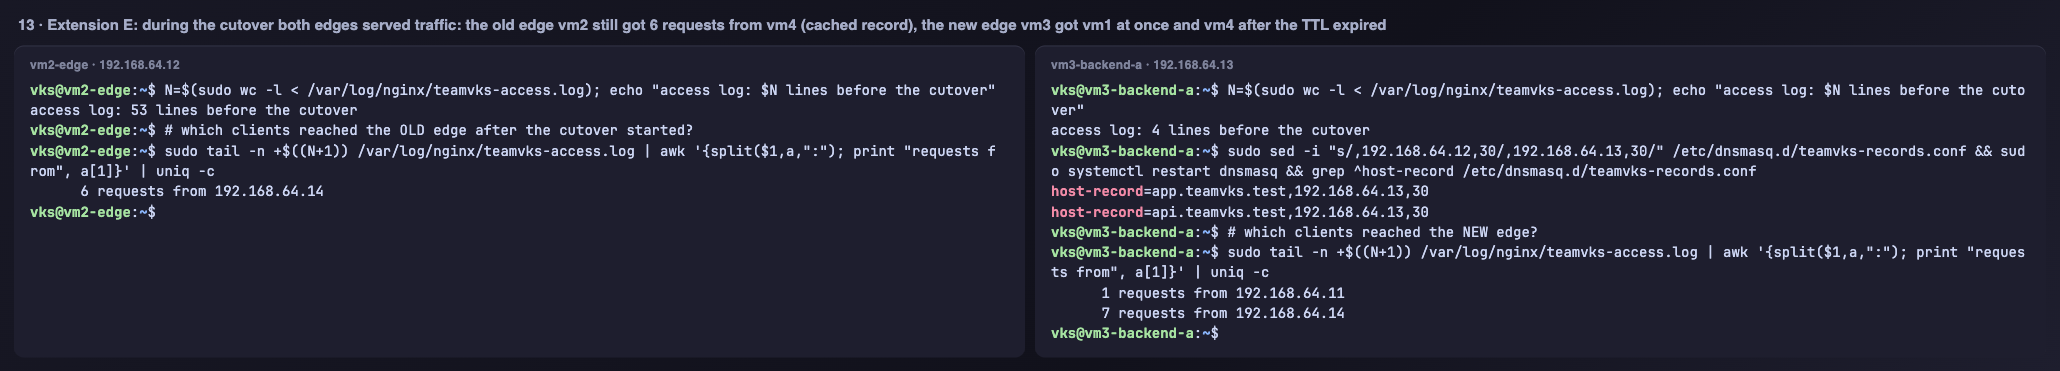 13 · Extension E: during the cutover both edges served traffic: the old edge vm2 still got 6 requests from vm4 (cached record), the new edge vm3 got vm1 at once and vm4 after the TTL expired
vm2-edge · 192.168.64.12
vks@vm2-edge:~$ N=$(sudo wc -l < /var/log/nginx/teamvks-access.log); echo "access log: $N lines before the cutover"
access log: 53 lines before the cutover
vks@vm2-edge:~$ # which clients reached the OLD edge after the cutover started?
vks@vm2-edge:~$ sudo tail -n +$((N+1)) /var/log/nginx/teamvks-access.log | awk '{split($1,a,":"); print "requests f
rom", a[1]}' | uniq -c
      6 requests from 192.168.64.14
vks@vm2-edge:~$
vm3-backend-a · 192.168.64.13
vks@vm3-backend-a:~$ N=$(sudo wc -l < /var/log/nginx/teamvks-access.log); echo "access log: $N lines before the cuto
ver"
access log: 4 lines before the cutover
vks@vm3-backend-a:~$ sudo sed -i "s/,192.168.64.12,30/,192.168.64.13,30/" /etc/dnsmasq.d/teamvks-records.conf && sud
o systemctl restart dnsmasq && grep ^host-record /etc/dnsmasq.d/teamvks-records.conf
host-record=app.teamvks.test,192.168.64.13,30
host-record=api.teamvks.test,192.168.64.13,30
vks@vm3-backend-a:~$ # which clients reached the NEW edge?
vks@vm3-backend-a:~$ sudo tail -n +$((N+1)) /var/log/nginx/teamvks-access.log | awk '{split($1,a,":"); print "reques
ts from", a[1]}' | uniq -c
      1 requests from 192.168.64.11
      7 requests from 192.168.64.14
vks@vm3-backend-a:~$